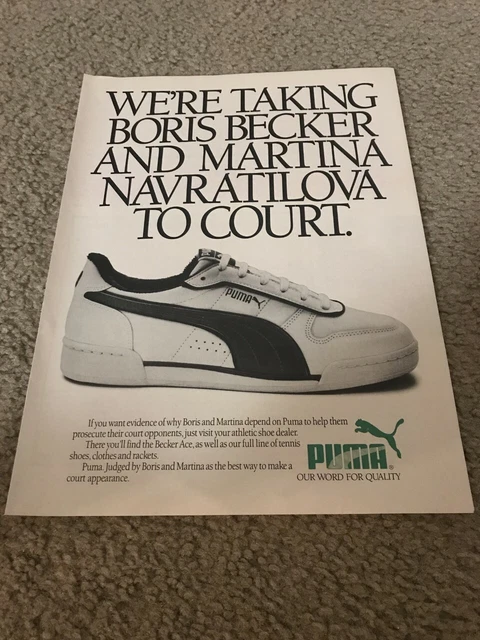 WE'RE TAKING
BORIS BECKER
AND MARTINA
NAVRATILOVA
TO COURT.
PUMA
If you want evidence of why Boris and Martina depend on Puma to help them
prosecute their court opponents, just visit your athletic shoe dealer.
There you'll find the Becker Ace, as well as our full line of tennis
shoes, clothes and rackets.
Puma. Judged by Boris and Martina as the best way to make a
court appearance.
PUMA®
OUR WORD FOR QUALITY